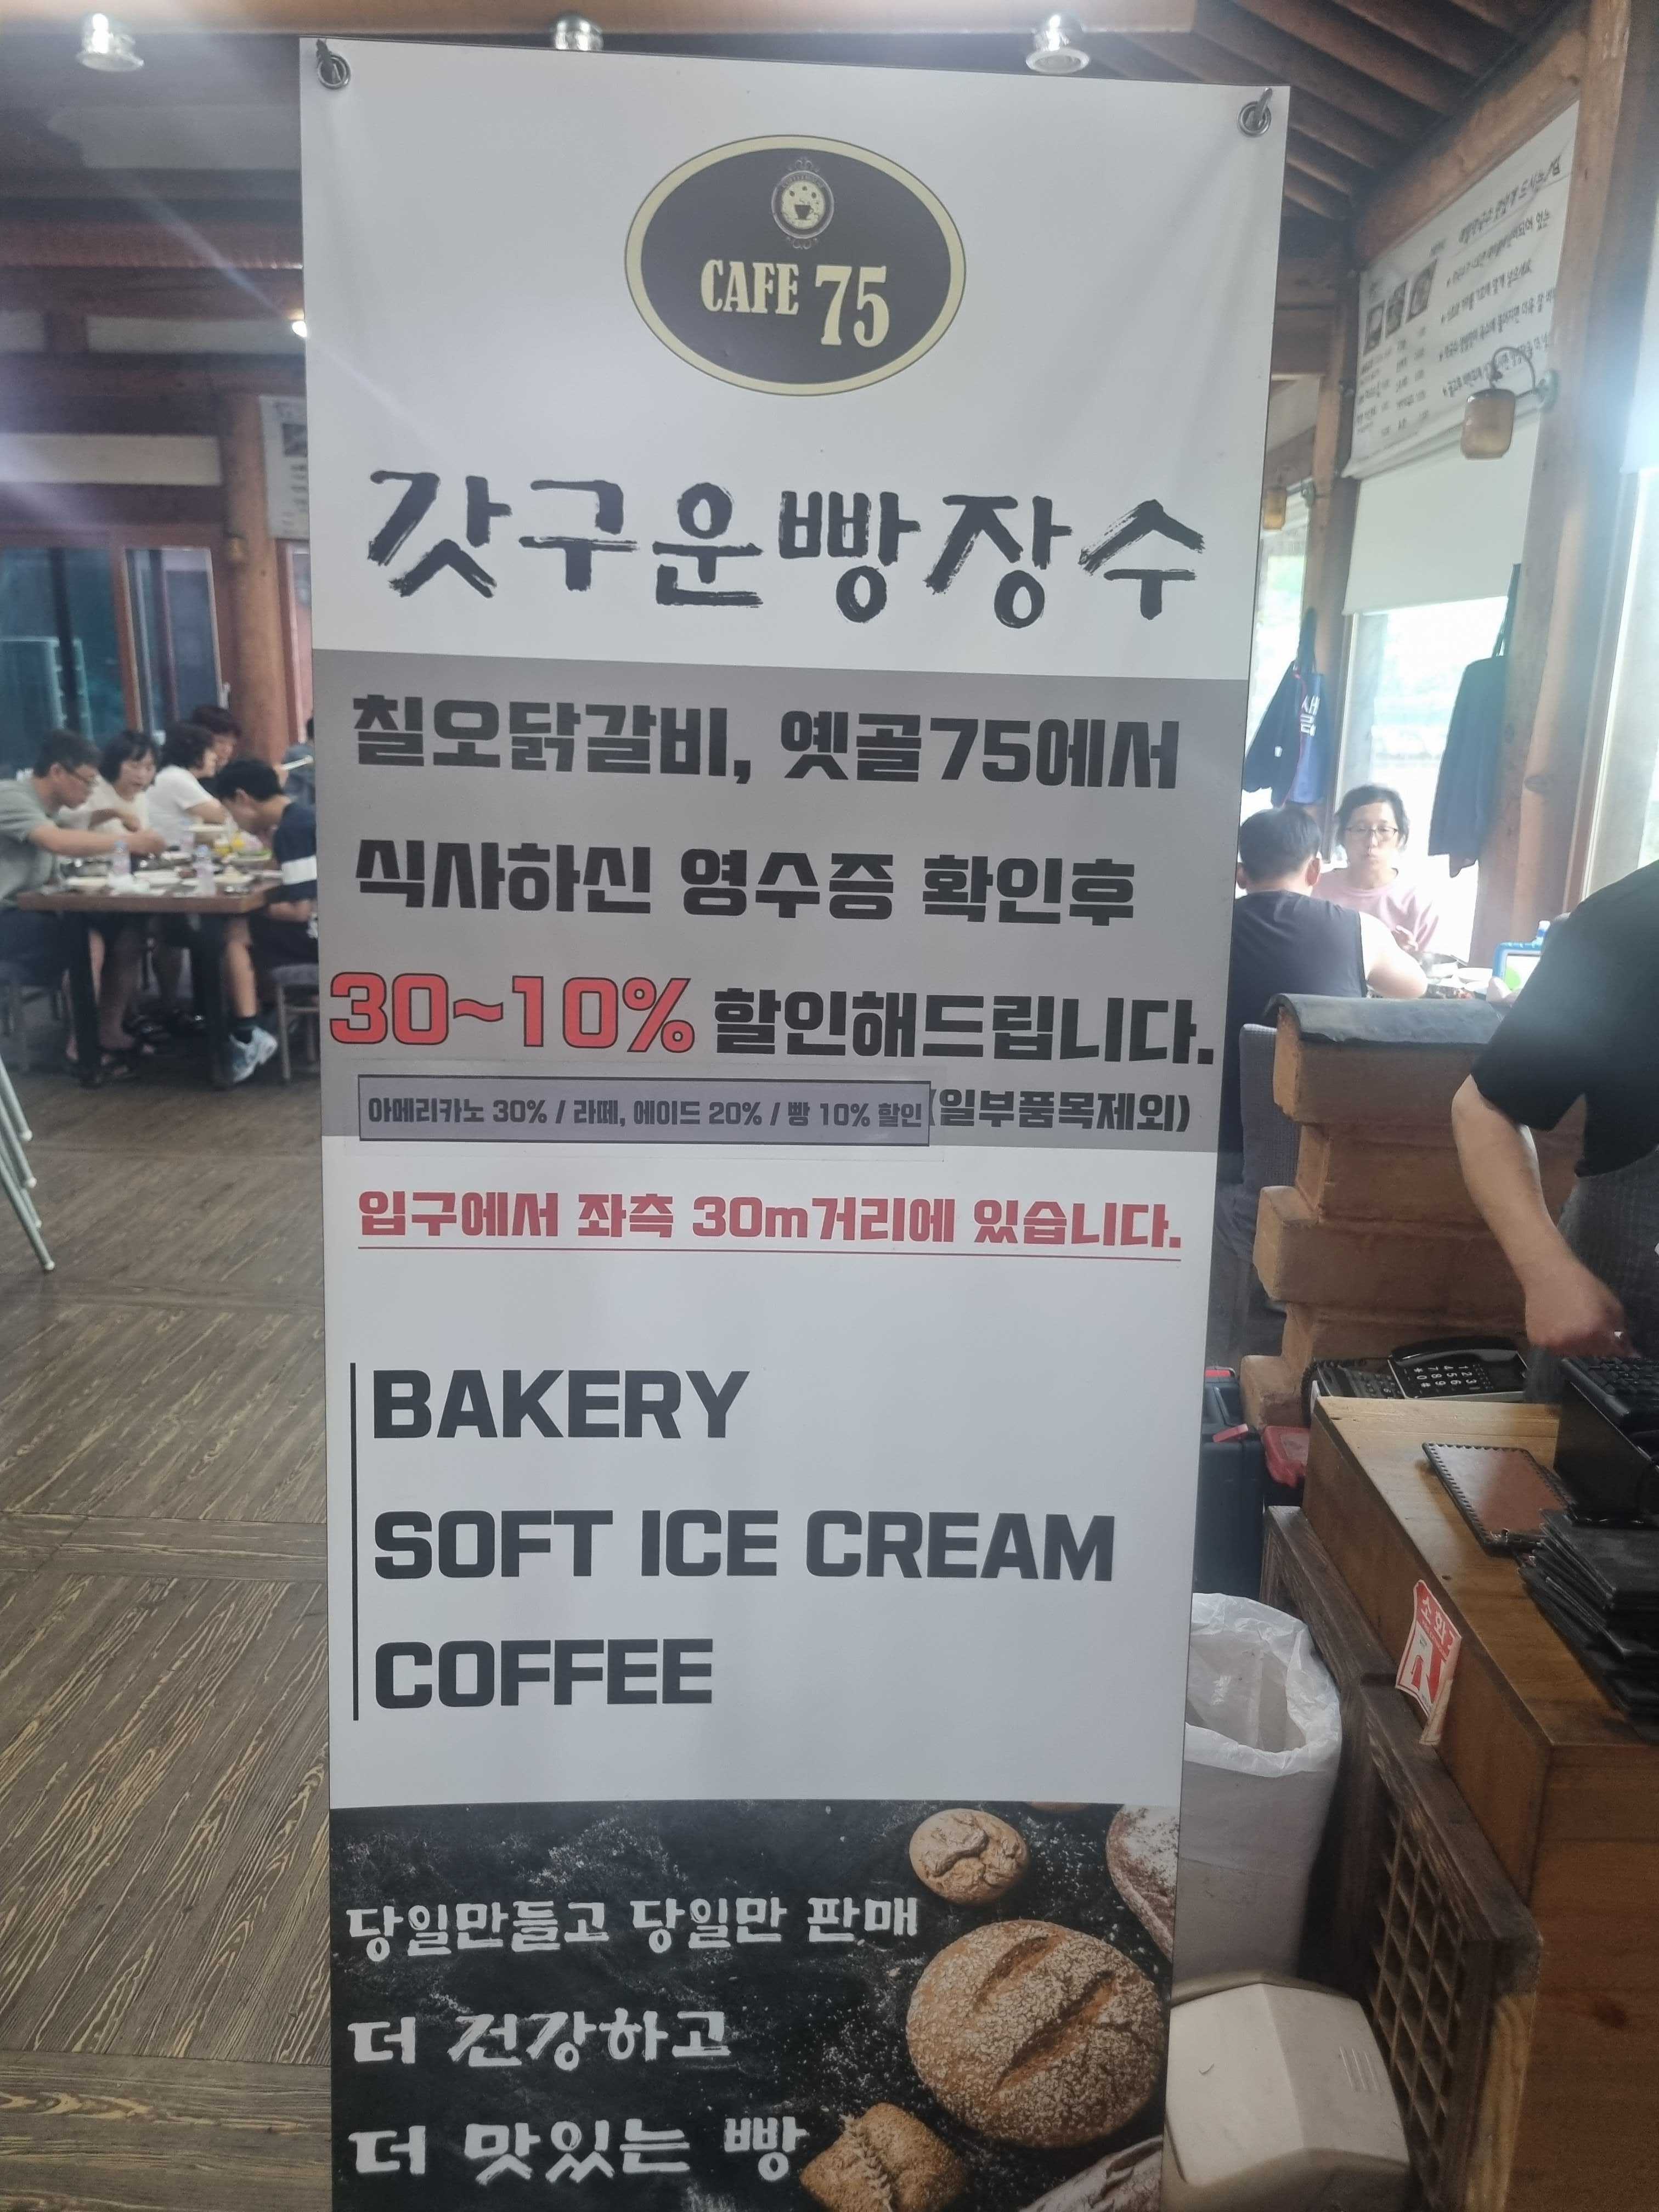 CAFE 75
갓구운빵장수
칠오닭갈비, 옛골75에서
식사하신 영수증 확인후
30~10% 할인해드립니다.
아메리카노 30% / 라떼, 에이드 20% / 빵 10% 할인 (일부품목제외)
입구에서 좌측 30m거리에 있습니다.
BAKERY
SOFT ICE CREAM
COFFEE
당일만들고 당일만 판매
더 건강하고
더 맛있는 빵